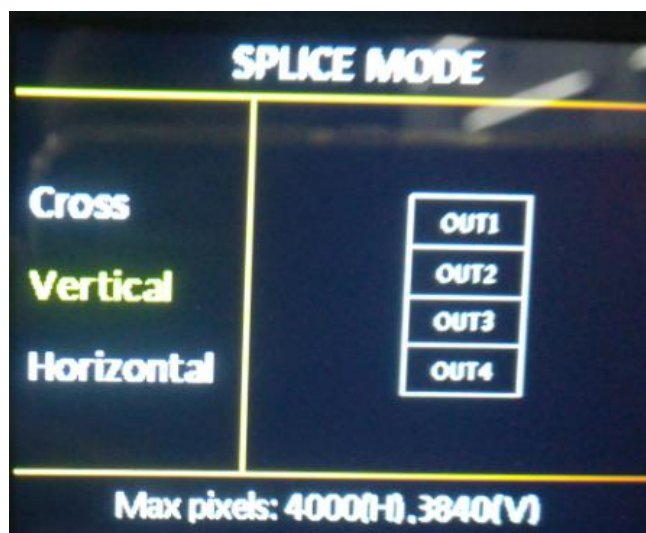 SPLICE MODE
Cross
Vertical
Horizontal
OUT1
OUT2
OUT3
OUT4
Max pixels: 4000(H),3840(V)